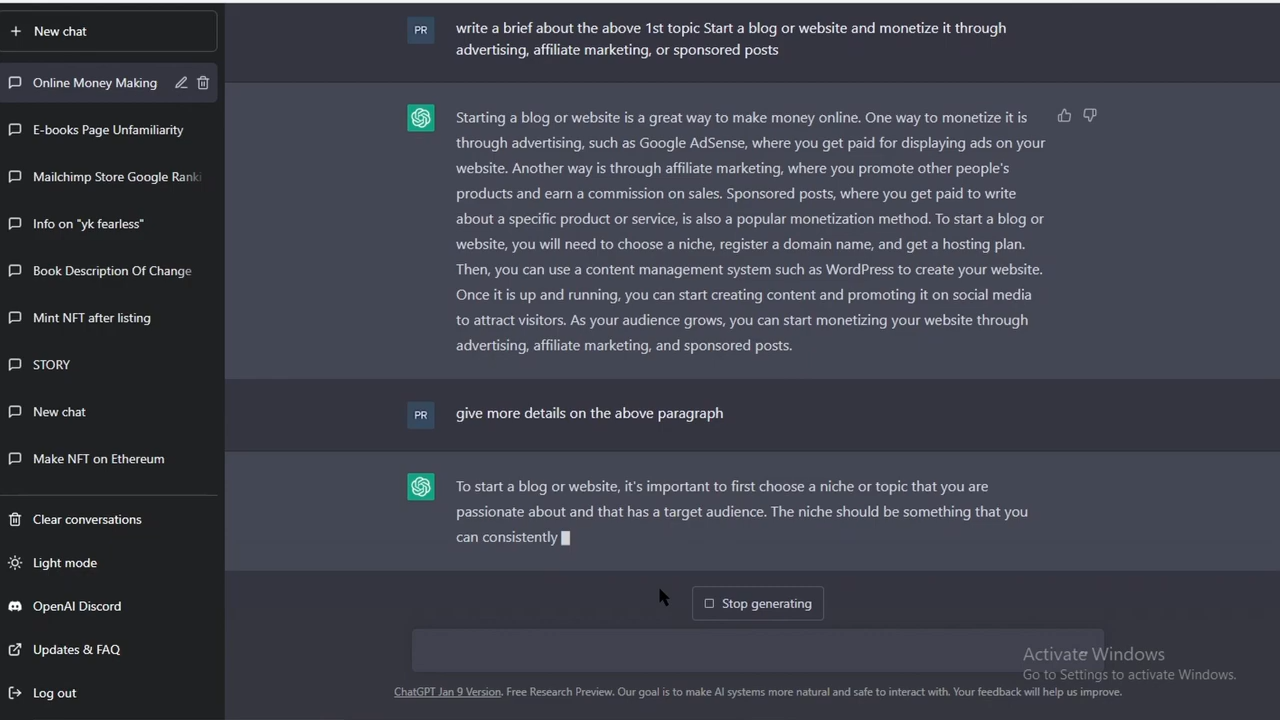 New chat
Online Money Making
E-books Page Unfamiliarity
Mailchimp Store Google Ranki
Info on "yk fearless"
Book Description Of Change
Mint NFT after listing
STORY
New chat
Make NFT on Ethereum
Clear conversations
Light mode
OpenAI Discord
Updates & FAQ
Log out
PR
write a brief about the above 1st topic Start a blog or website and monetize it through
advertising, affiliate marketing, or sponsored posts
Starting a blog or website is a great way to make money online. One way to monetize it is
through advertising, such as Google AdSense, where you get paid for displaying ads on your
website. Another way is through affiliate marketing, where you promote other people's
products and earn a commission on sales. Sponsored posts, where you get paid to write
about a specific product or service, is also a popular monetization method. To start a blog or
website, you will need to choose a niche, register a domain name, and get a hosting plan.
Then, you can use a content management system such as WordPress to create your website.
Once it is up and running, you can start creating content and promoting it on social media
to attract visitors. As your audience grows, you can start monetizing your website through
advertising, affiliate marketing, and sponsored posts.
PR
give more details on the above paragraph
To start a blog or website, it's important to first choose a niche or topic that you are
passionate about and that has a target audience. The niche should be something that you
can consistently
Stop generating
Activate Windows
Go to Settings to activate Windows.
ChatGPT Jan 9 Version. Free Research Preview. Our goal is to make AI systems more natural and safe to interact with. Your feedback will help us improve.